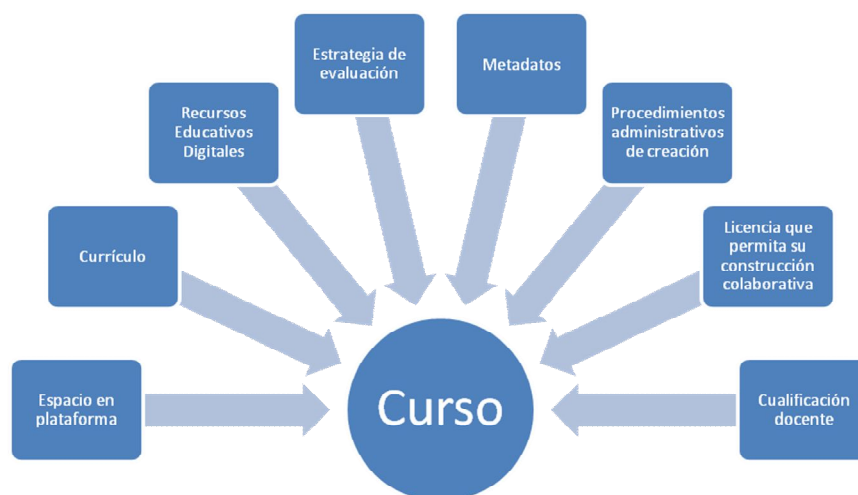 Estrategia de
evaluación
Metadatos
Recursos
Educativos
Digitales
Procedimientos
administrativos
de creación
Currículo
Licencia que
permita su
construcción
colaborativa
Espacio en
plataforma
Curso
Cualificación
docente